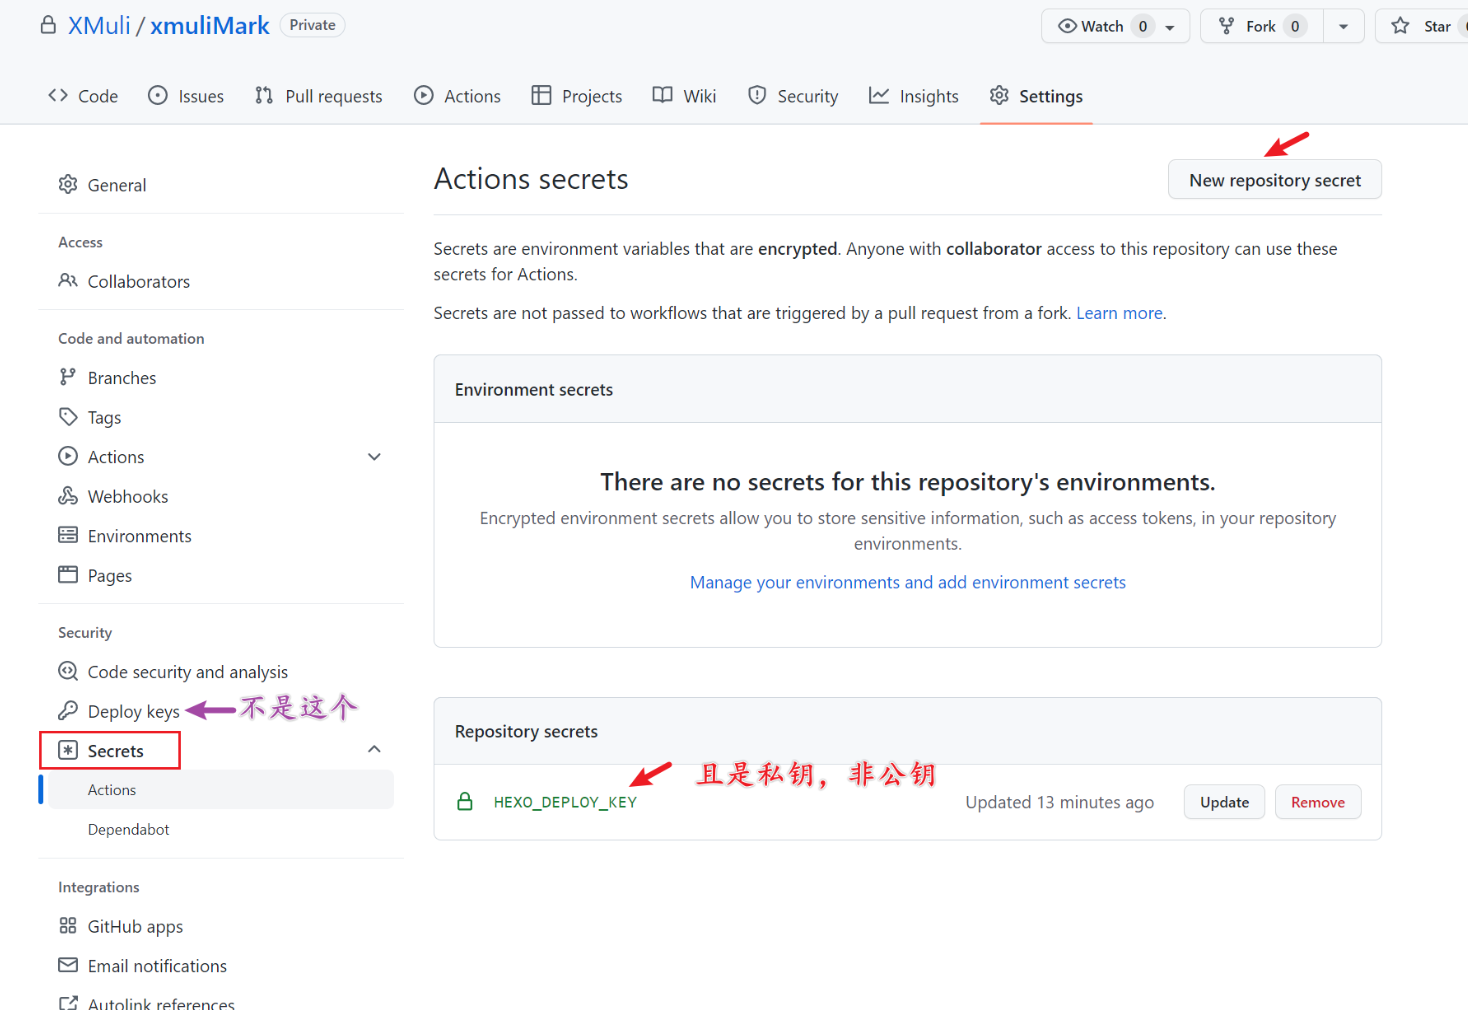 XMuli / xmuliMark Private
Watch 0
Fork 0
Star
Code
Issues
Pull requests
Actions
Projects
Wiki
Security
Insights
Settings
General
Access
Collaborators
Code and automation
Branches
Tags
Actions
Webhooks
Environments
Pages
Security
Code security and analysis
Deploy keys
不是这个
Secrets
Actions
Dependabot
Integrations
GitHub apps
Email notifications
Autolink references
Actions secrets
New repository secret
Secrets are environment variables that are encrypted. Anyone with collaborator access to this repository can use these
secrets for Actions.
Secrets are not passed to workflows that are triggered by a pull request from a fork. Learn more.
Environment secrets
There are no secrets for this repository's environments.
Encrypted environment secrets allow you to store sensitive information, such as access tokens, in your repository
environments.
Manage your environments and add environment secrets
Repository secrets
且是私钥，非公钥
HEXO_DEPLOY_KEY
Updated 13 minutes ago
Update
Remove